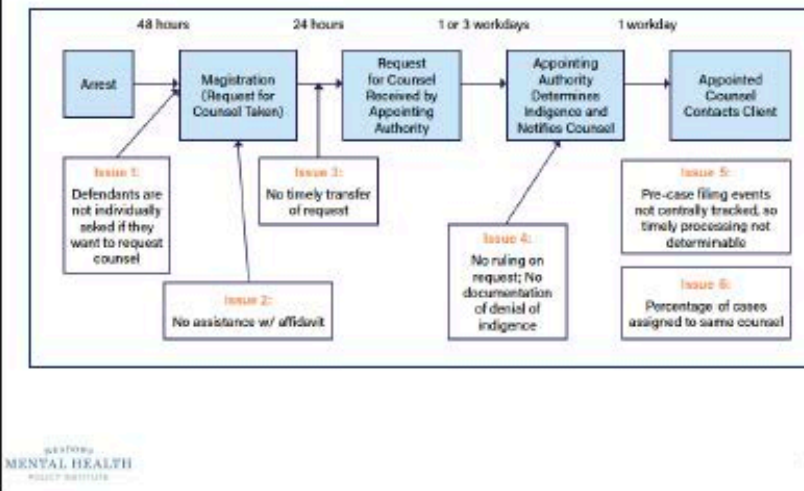 48 hours
24 hours
1 or 3 workdays
1 workday
Arrest
Magistration
(Request for
Counsel Taken)
Request
for Counsel
Received by
Appointing
Authority
Appointing
Authority
Determines
Indigence and
Notifies Counsel
Appointed
Counsel
Contacts Client
Issue 1:
Defendants are
not individually
asked if they
want to request
counsel
Issue 2:
No assistance w/ affidavit
Issue 3:
No timely transfer
of request
Issue 4:
No ruling on
request; No
documentation
of denial of
indigence
Issue 5:
Pre-case filing events
not centrally tracked, so
timely processing not
determinable
Issue 6:
Percentage of cases
assigned to same counsel
MENTAL HEALTH
POLICY INSTITUTE